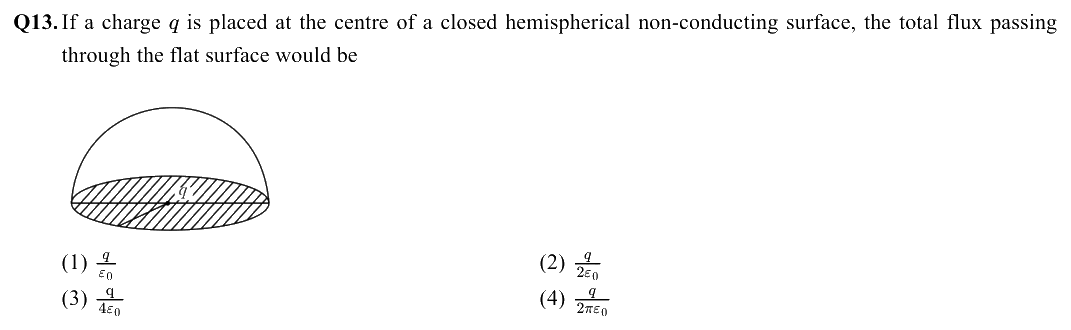 Q13. If a charge q is placed at the centre of a closed hemispherical non-conducting surface, the total flux passing
through the flat surface would be
q
(1) q/ε₀ (2) q/2ε₀
(3) q/4ε₀ (4) q/2πε₀